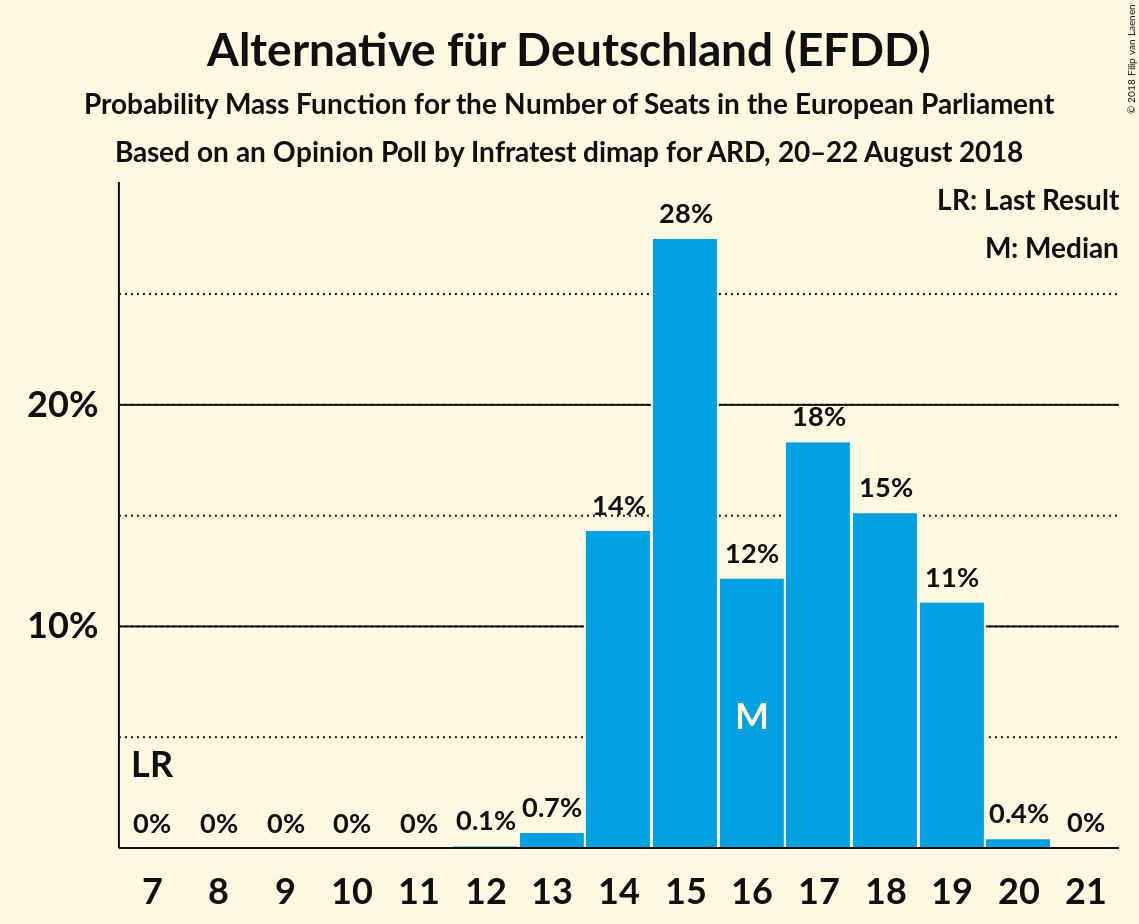 Alternative für Deutschland (EFDD)
Probability Mass Function for the Number of Seats in the European Parliament
Based on an Opinion Poll by Infratest dimap for ARD, 20–22 August 2018
© 2018 Filip van Laenen
LR: Last Result
M: Median
28%
20%
18%
15%
14%
12%
11%
10%
M
LR
0% 0% 0% 0% 0% 0.1% 0.7% 0.4% 0%
7 8 9 10 11 12 13 14 15 16 17 18 19 20 21